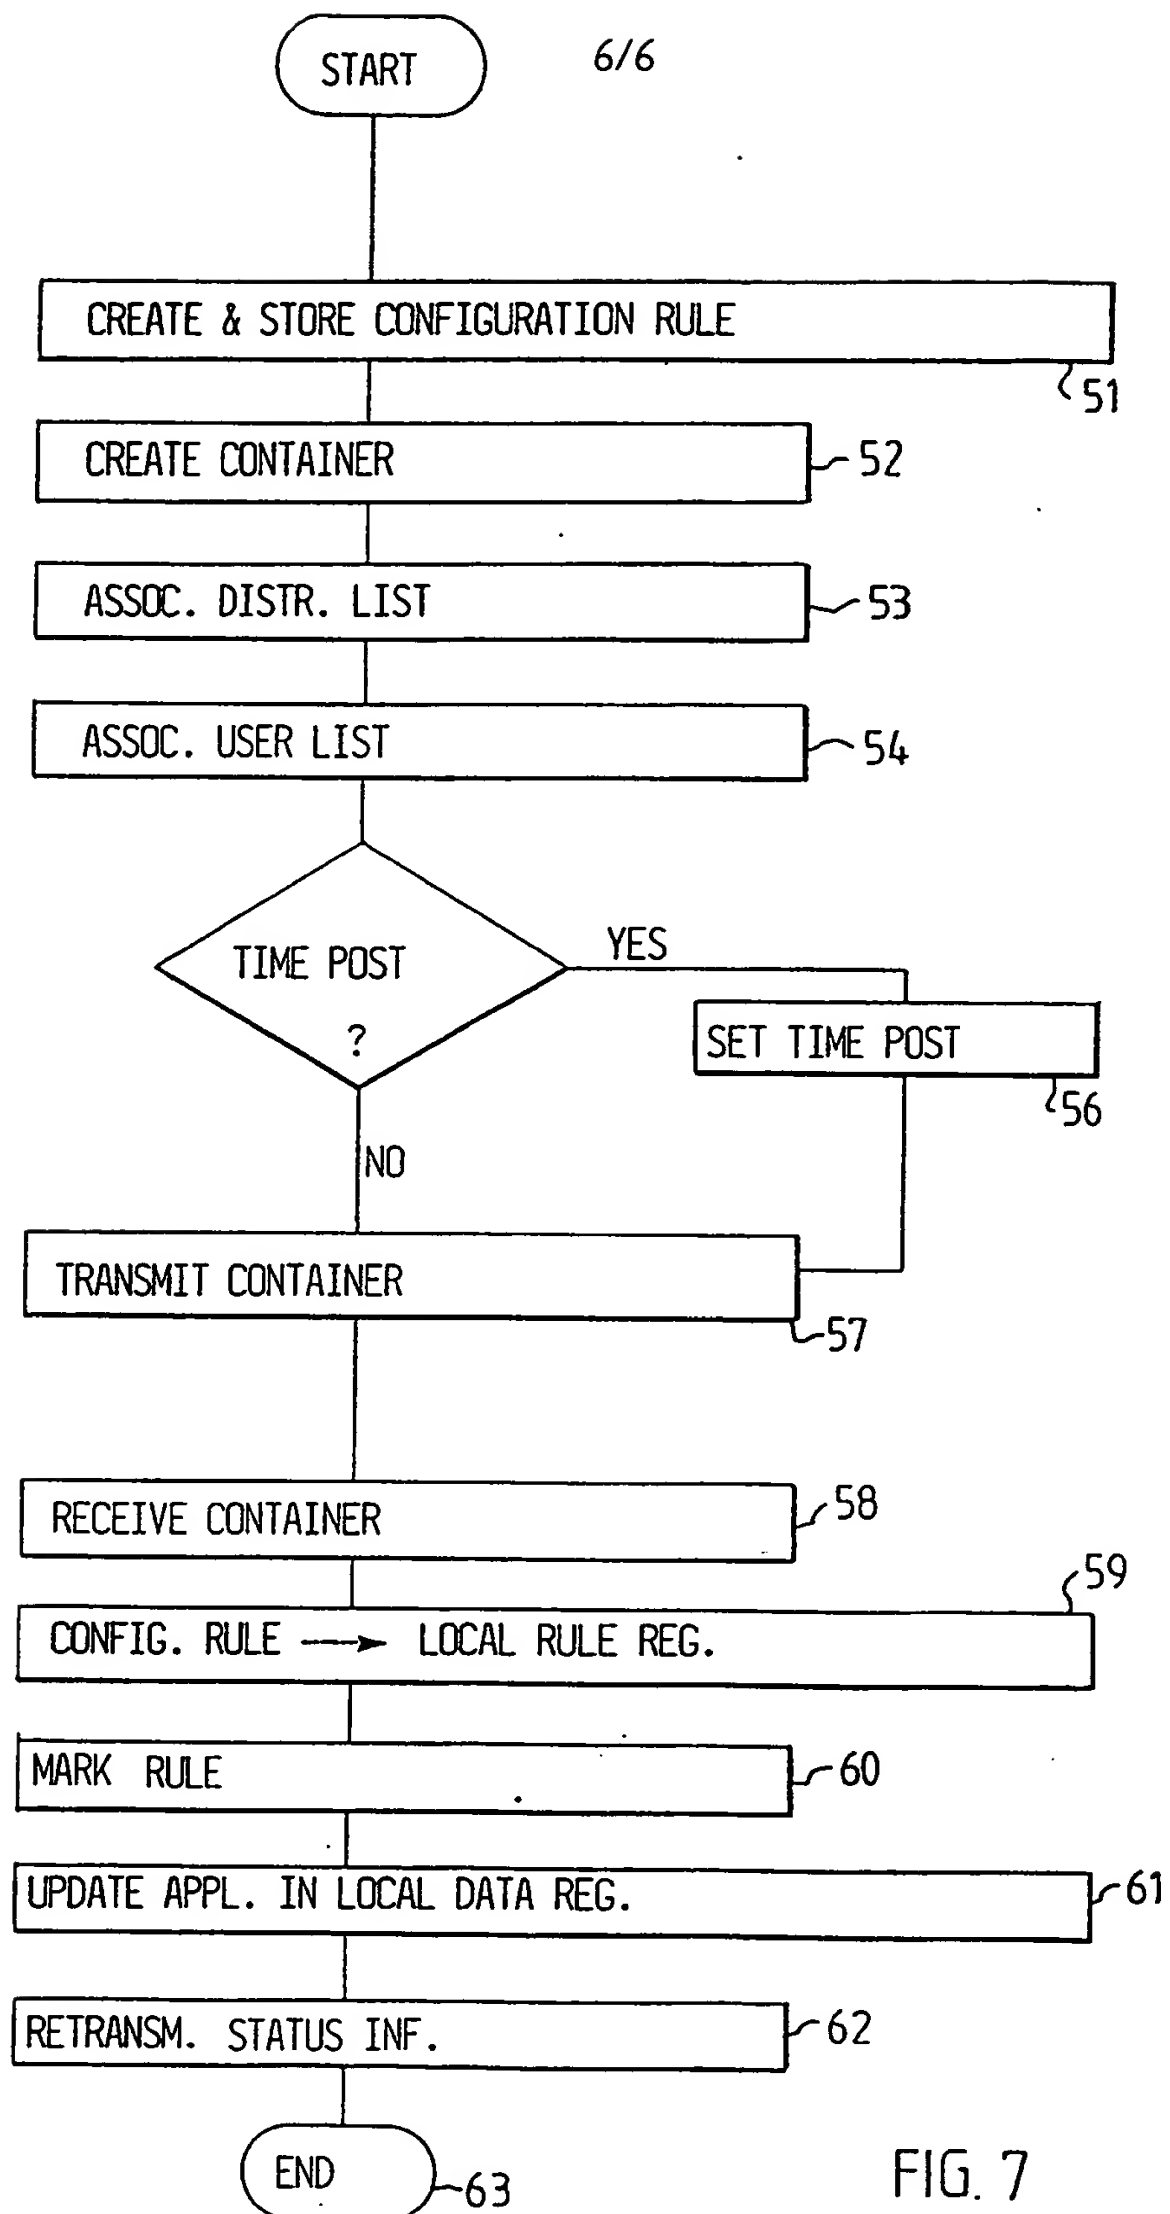 START
6/6
CREATE & STORE CONFIGURATION RULE
51
CREATE CONTAINER
52
ASSOC. DISTR. LIST
53
ASSOC. USER LIST
54
TIME POST
?
YES
SET TIME POST
56
NO
TRANSMIT CONTAINER
57
RECEIVE CONTAINER
58
59
CONFIG. RULE → LOCAL RULE REG.
MARK RULE
60
UPDATE APPL. IN LOCAL DATA REG.
61
RETRANSM. STATUS INF.
62
END
63
FIG. 7